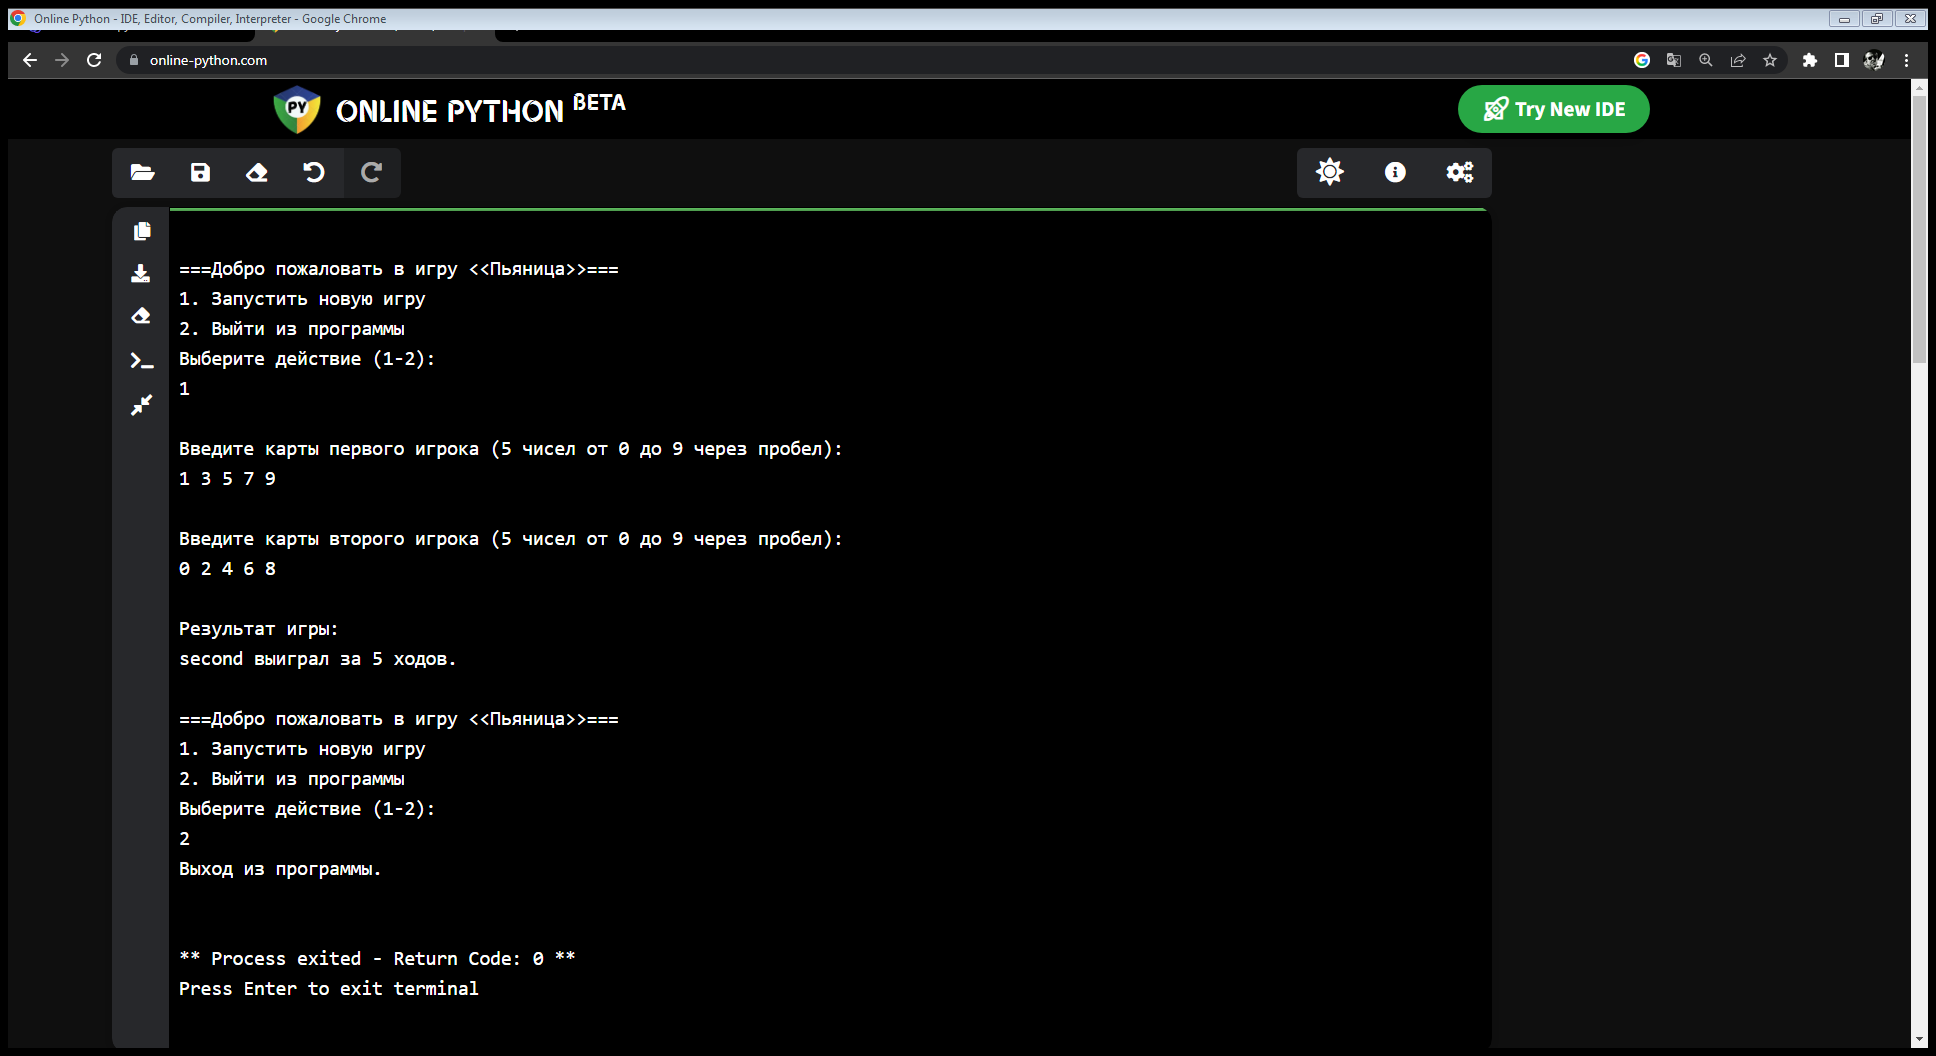 Online Python - IDE, Editor, Compiler, Interpreter - Google Chrome
online-python.com
PY
ONLINE PYTHON BETA
Try New IDE
===Добро пожаловать в игру <<Пьяница>>===
1. Запустить новую игру
2. Выйти из программы
Выберите действие (1-2):
1
Введите карты первого игрока (5 чисел от 0 до 9 через пробел):
1 3 5 7 9
Введите карты второго игрока (5 чисел от 0 до 9 через пробел):
0 2 4 6 8
Результат игры:
second выиграл за 5 ходов.
===Добро пожаловать в игру <<Пьяница>>===
1. Запустить новую игру
2. Выйти из программы
Выберите действие (1-2):
2
Выход из программы.
** Process exited - Return Code: 0 **
Press Enter to exit terminal